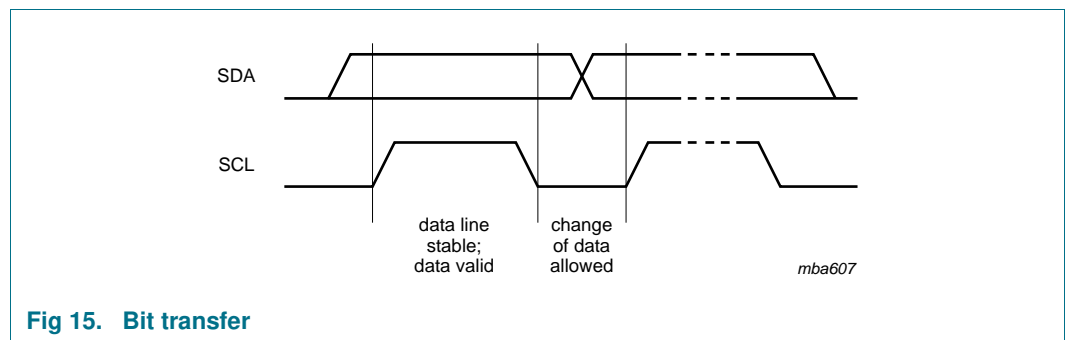 SDA
SCL
data line
stable;
data valid
change
of data
allowed
mba607
Fig 15. Bit transfer